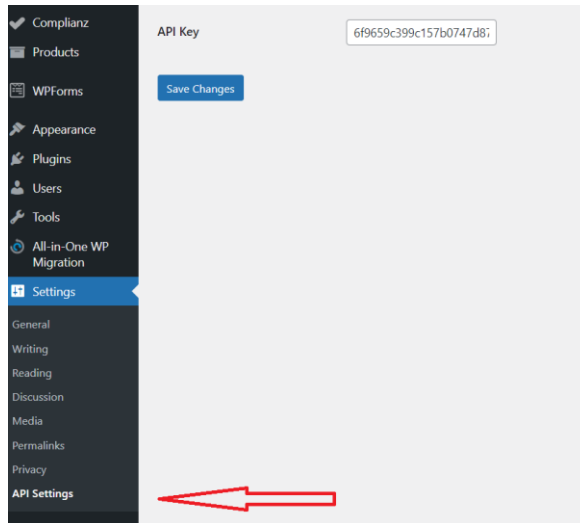 Complianz
Products
WPForms
Appearance
Plugins
Users
Tools
All-in-One WP
Migration
Settings
General
Writing
Reading
Discussion
Media
Permalinks
Privacy
API Settings
API Key
6f9659c399c157b0747d87
Save Changes